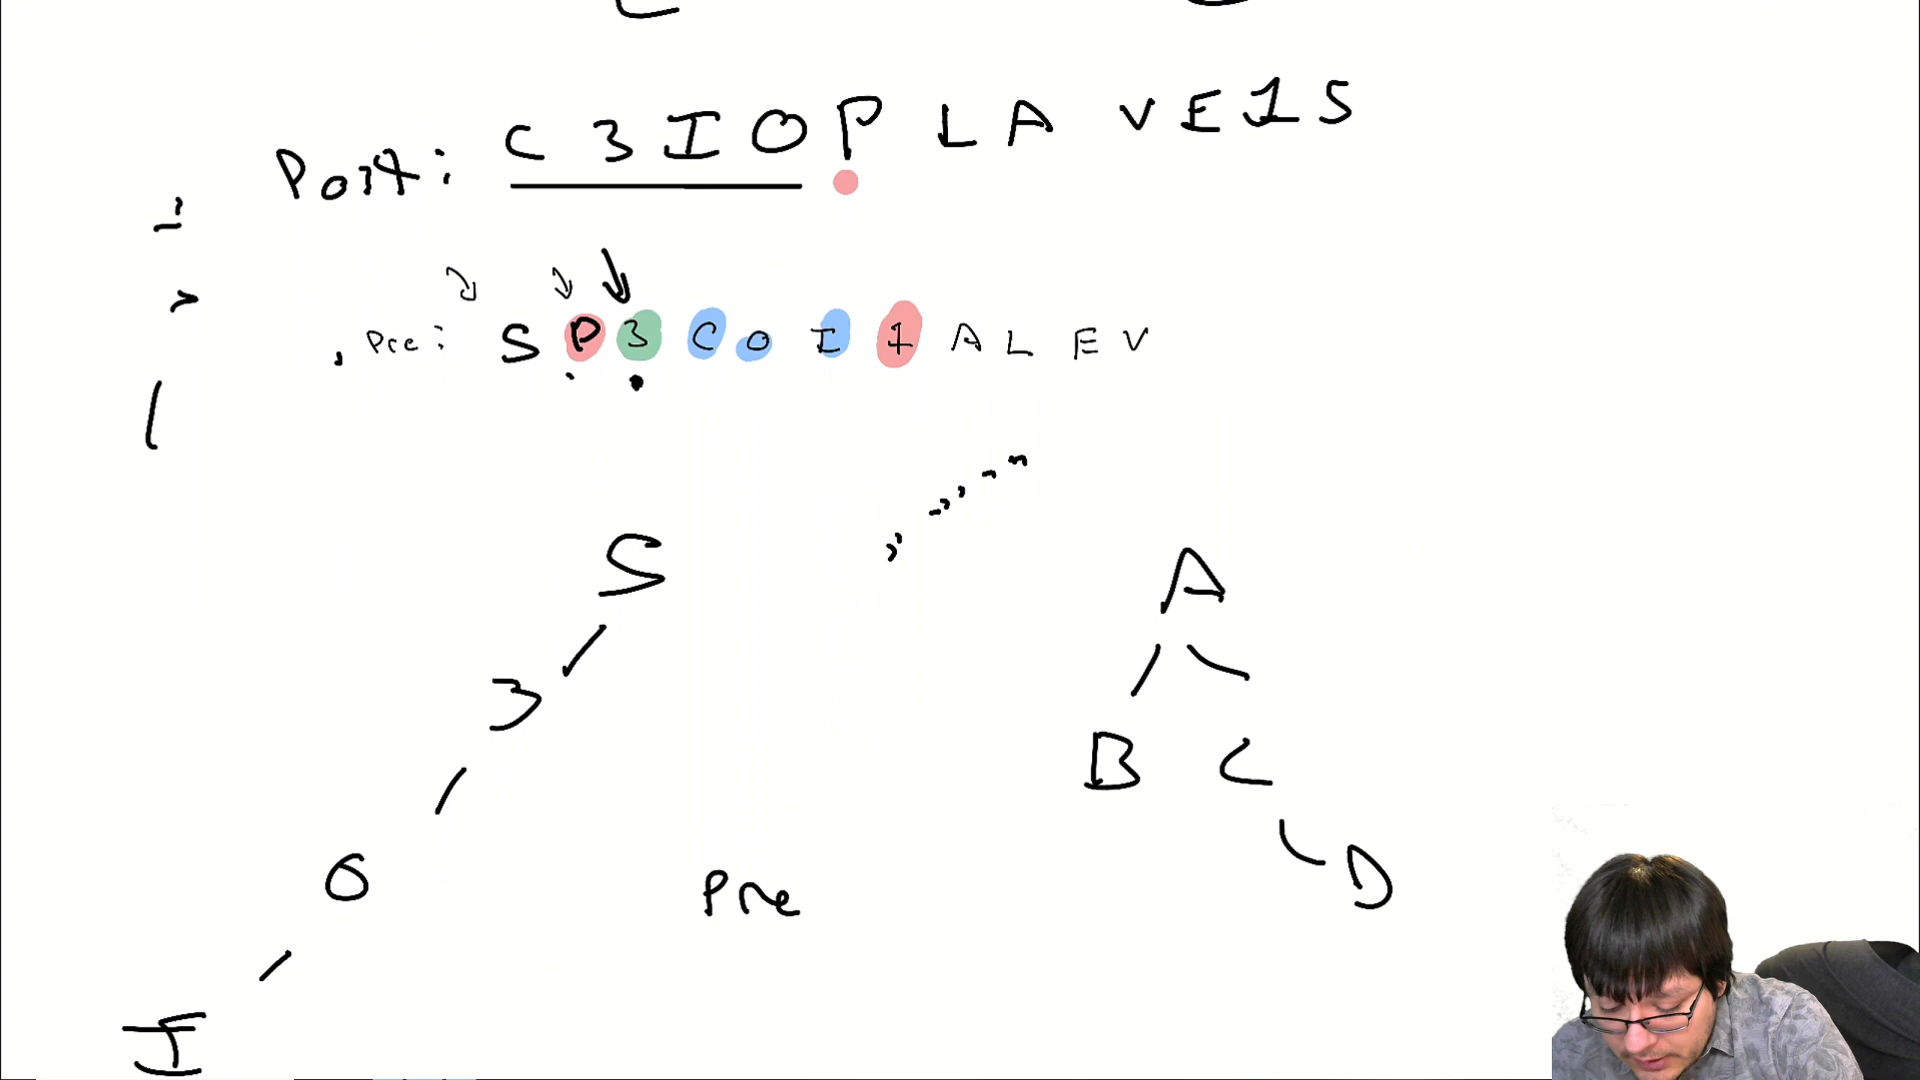 Post: C 3 I O P L A V E 1 S
Pre: S P 3 C O I 1 A L E V
S
A
3
B C
O
D
Pre
I